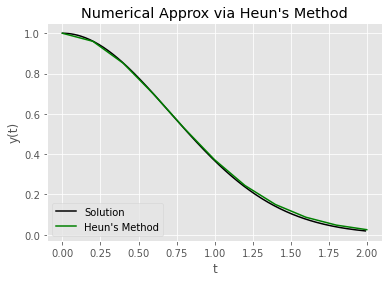 Numerical Approx via Heun's Method
y(t)
1.0
0.8
0.6
0.4
0.2
0.0
Solution
Heun's Method
0.00 0.25 0.50 0.75 1.00 1.25 1.50 1.75 2.00
t